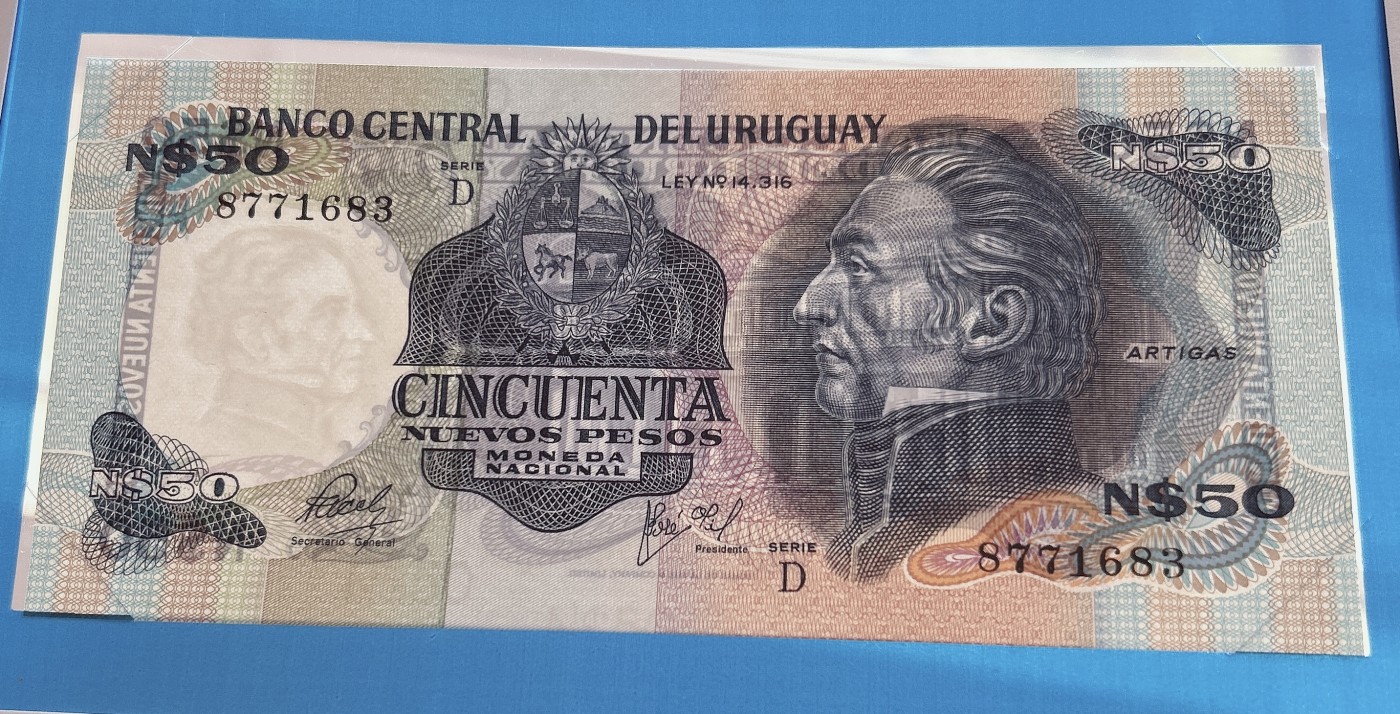 BANCO CENTRAL DEL URUGUAY
N$50
N$50
SERIE
D
LEY Nº 14.316
8771683
ARTIGAS
CINCUENTA
NUEVOS PESOS
MONEDA
NACIONAL
N$50
N$50
Secretario General
Presidente
SERIE
D
8771683